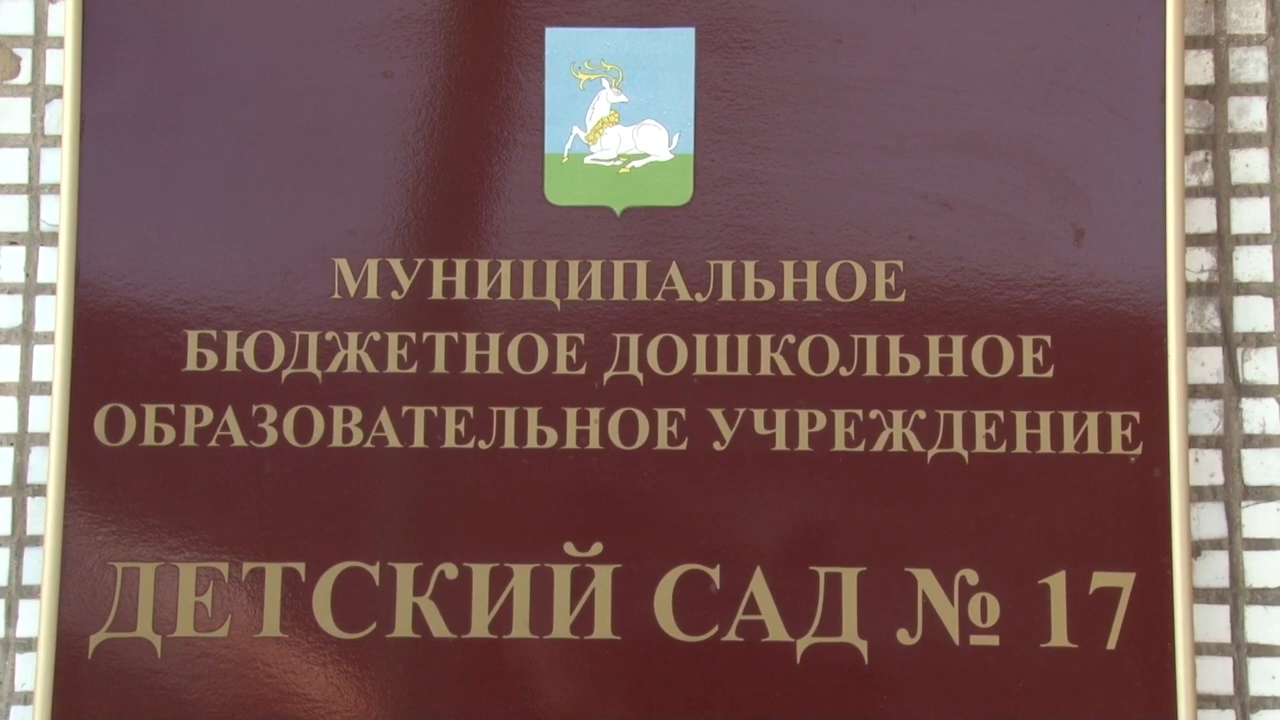 МУНИЦИПАЛЬНОЕ
БЮДЖЕТНОЕ ДОШКОЛЬНОЕ
ОБРАЗОВАТЕЛЬНОЕ УЧРЕЖДЕНИЕ
ДЕТСКИЙ САД № 17